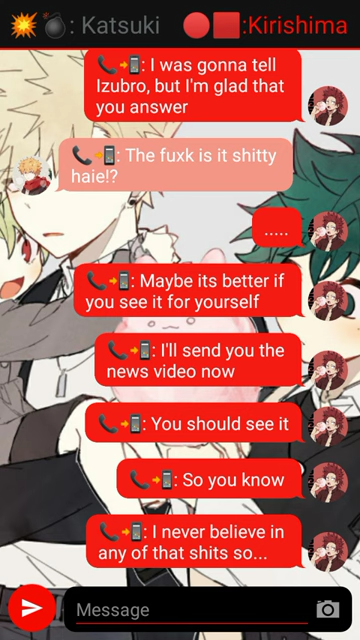 💥💣: Katsuki 🔴🟥:Kirishima
📞➡📱: I was gonna tell
Izubro, but I'm glad that
you answer
📞➡📱: The fuxk is it shitty
haie!?
.....
📞➡📱: Maybe its better if
you see it for yourself
📞➡📱: I'll send you the
news video now
📞➡📱: You should see it
📞➡📱: So you know
📞➡📱: I never believe in
any of that shits so...
Message